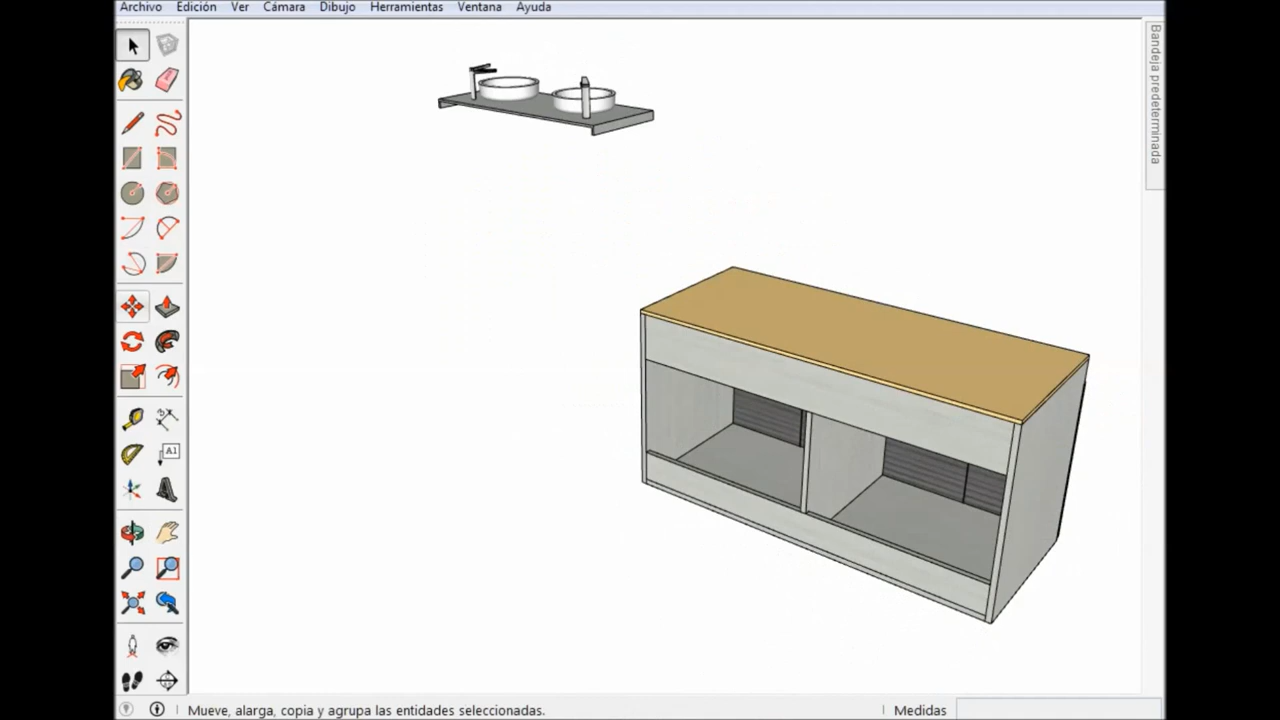 Archivo Edición Ver Cámara Dibujo Herramientas Ventana Ayuda
Bandeja predeterminada
A1
Mueve, alarga, copia y agrupa las entidades seleccionadas.
Medidas